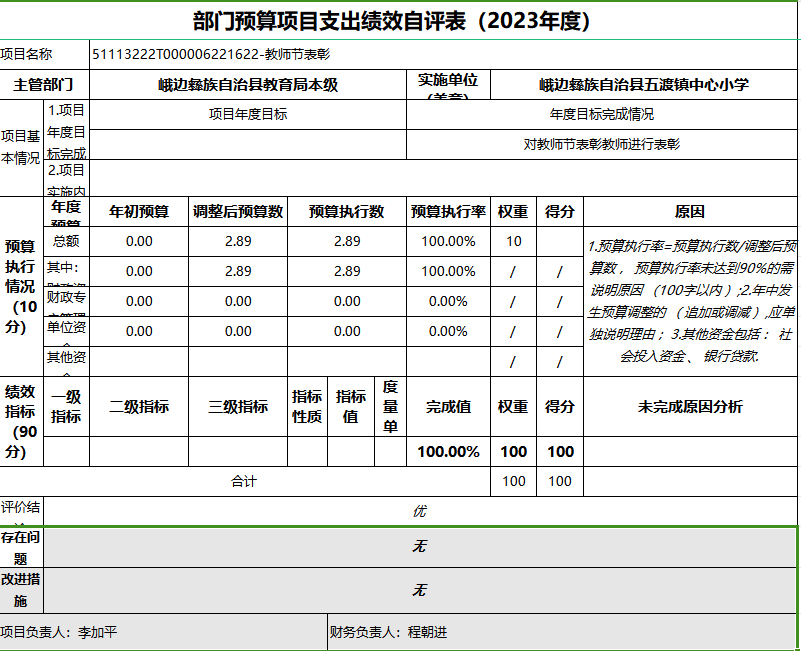 部门预算项目支出绩效自评表（2023年度）
项目名称 51113222T000006221622-教师节表彰
主管部门 峨边彝族自治县教育局本级 实施单位 峨边彝族自治县五渡镇中心小学
项目基本情况
1.项目年度目标完成
项目年度目标 年度目标完成情况
对教师节表彰教师进行表彰
2.项目
预算执行情况（10分）
年度 年初预算 调整后预算数 预算执行数 预算执行率 权重 得分 原因
总额 0.00 2.89 2.89 100.00% 10
其中： 0.00 2.89 2.89 100.00% / /
财政专 0.00 0.00 0.00 0.00% / /
单位资 0.00 0.00 0.00 0.00% / /
其他资 / /
1.预算执行率=预算执行数/调整后预
算数 ， 预算执行率未达到90%的需
说明原因 （100字以内）;2.年中发
生预算调整的 （追加或调减）,应单
独说明理由 ；3.其他资金包括 ： 社
会投入资金 、 银行贷款.
绩效指标（90分）
一级指标 二级指标 三级指标 指标性质 指标值 度量单 完成值 权重 得分 未完成原因分析
100.00% 100 100
合计 100 100
评价结 优
存在问题 无
改进措施 无
项目负责人：李加平 财务负责人：程朝进